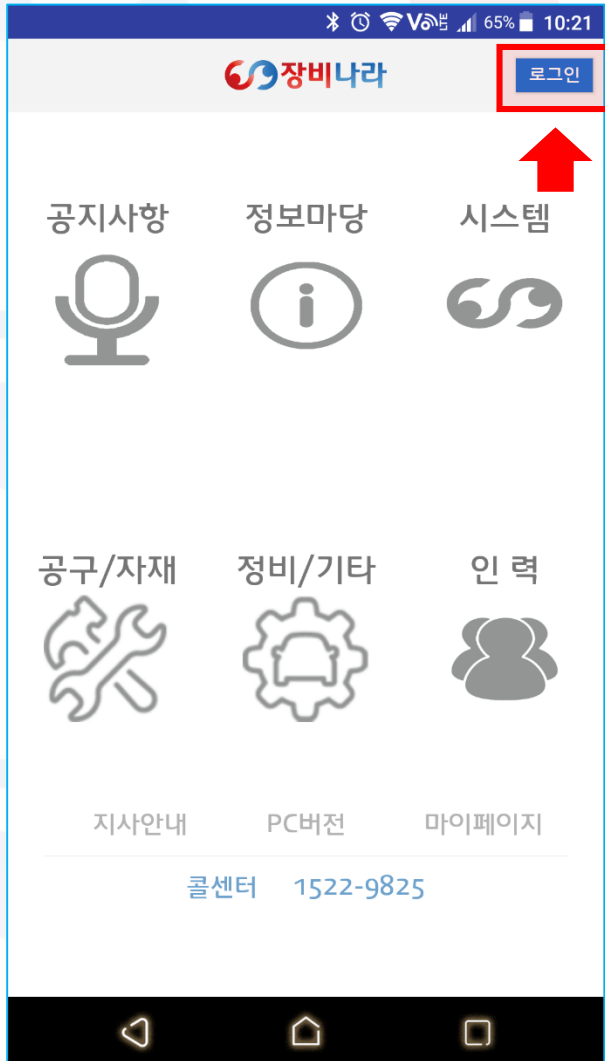 65% 10:21
장비나라
로그인
공지사항 정보마당 시스템
공구/자재 정비/기타 인 력
지사안내 PC버전 마이페이지
콜센터 1522-9825